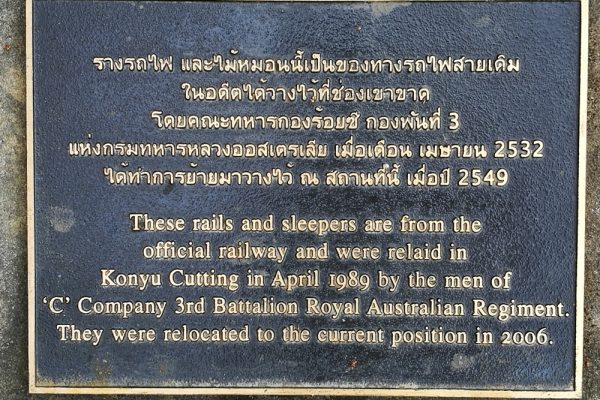 รางรถไฟ และไม้หมอนนี้เป็นของทางรถไฟสายเดิม
ในอดีตได้วางไว้ที่ช่องเขาขาด
โดยคณะทหารกองร้อยซี กองพันที่ 3
แห่งกรมทหารหลวงออสเตรเลีย เมื่อเดือน เมษายน 2532
ได้ทำการย้ายมาวางไว้ ณ สถานที่นี้ เมื่อปี 2549
These rails and sleepers are from the
official railway and were relaid in
Konyu Cutting in April 1989 by the men of
‘C’ Company 3rd Battalion Royal Australian Regiment.
They were relocated to the current position in 2006.